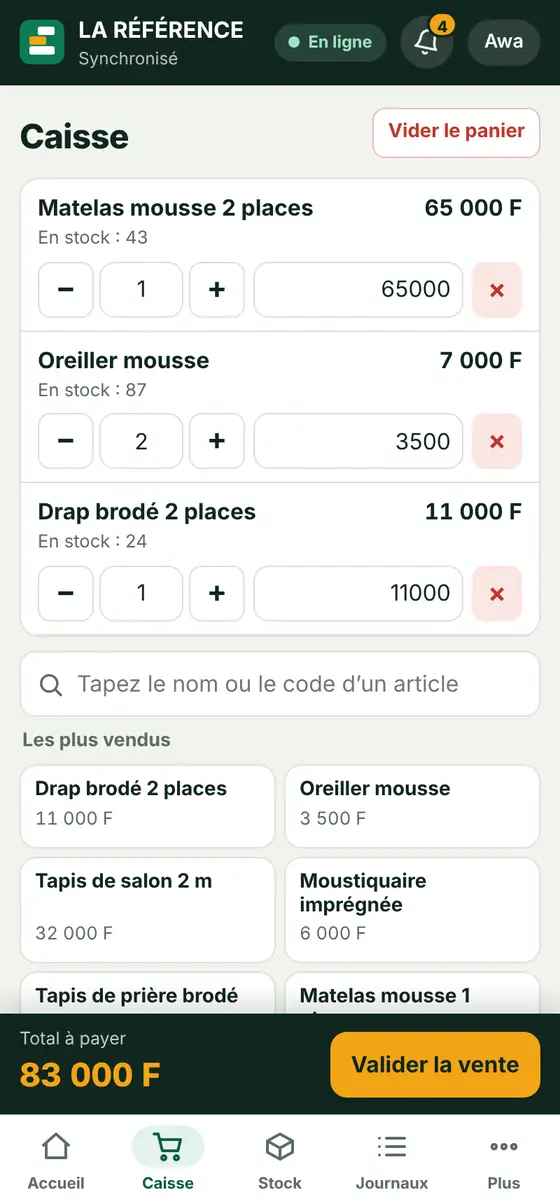 LA RÉFÉRENCE
Synchronisé
En ligne
4
Awa
Caisse
Vider le panier
Matelas mousse 2 places 65 000 F
En stock : 43
− 1 + 65000 ×
Oreiller mousse 7 000 F
En stock : 87
− 2 + 3500 ×
Drap brodé 2 places 11 000 F
En stock : 24
− 1 + 11000 ×
Tapez le nom ou le code d’un article
Les plus vendus
Drap brodé 2 places
11 000 F
Oreiller mousse
3 500 F
Tapis de salon 2 m
32 000 F
Moustiquaire
imprégnée
6 000 F
Tapis de prière brodé
Matelas mousse 1
Total à payer
83 000 F
Valider la vente
Accueil
Caisse
Stock
Journaux
Plus